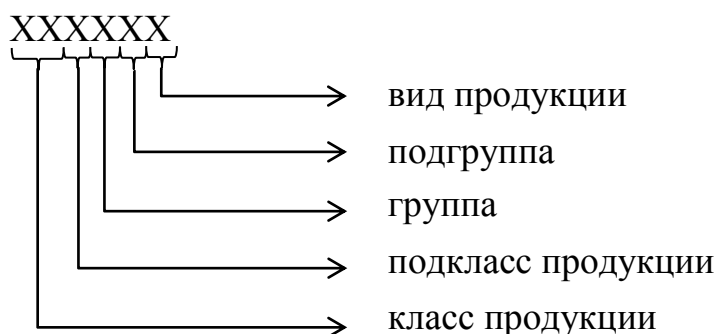 XXXXXX
вид продукции
подгруппа
группа
подкласс продукции
класс продукции